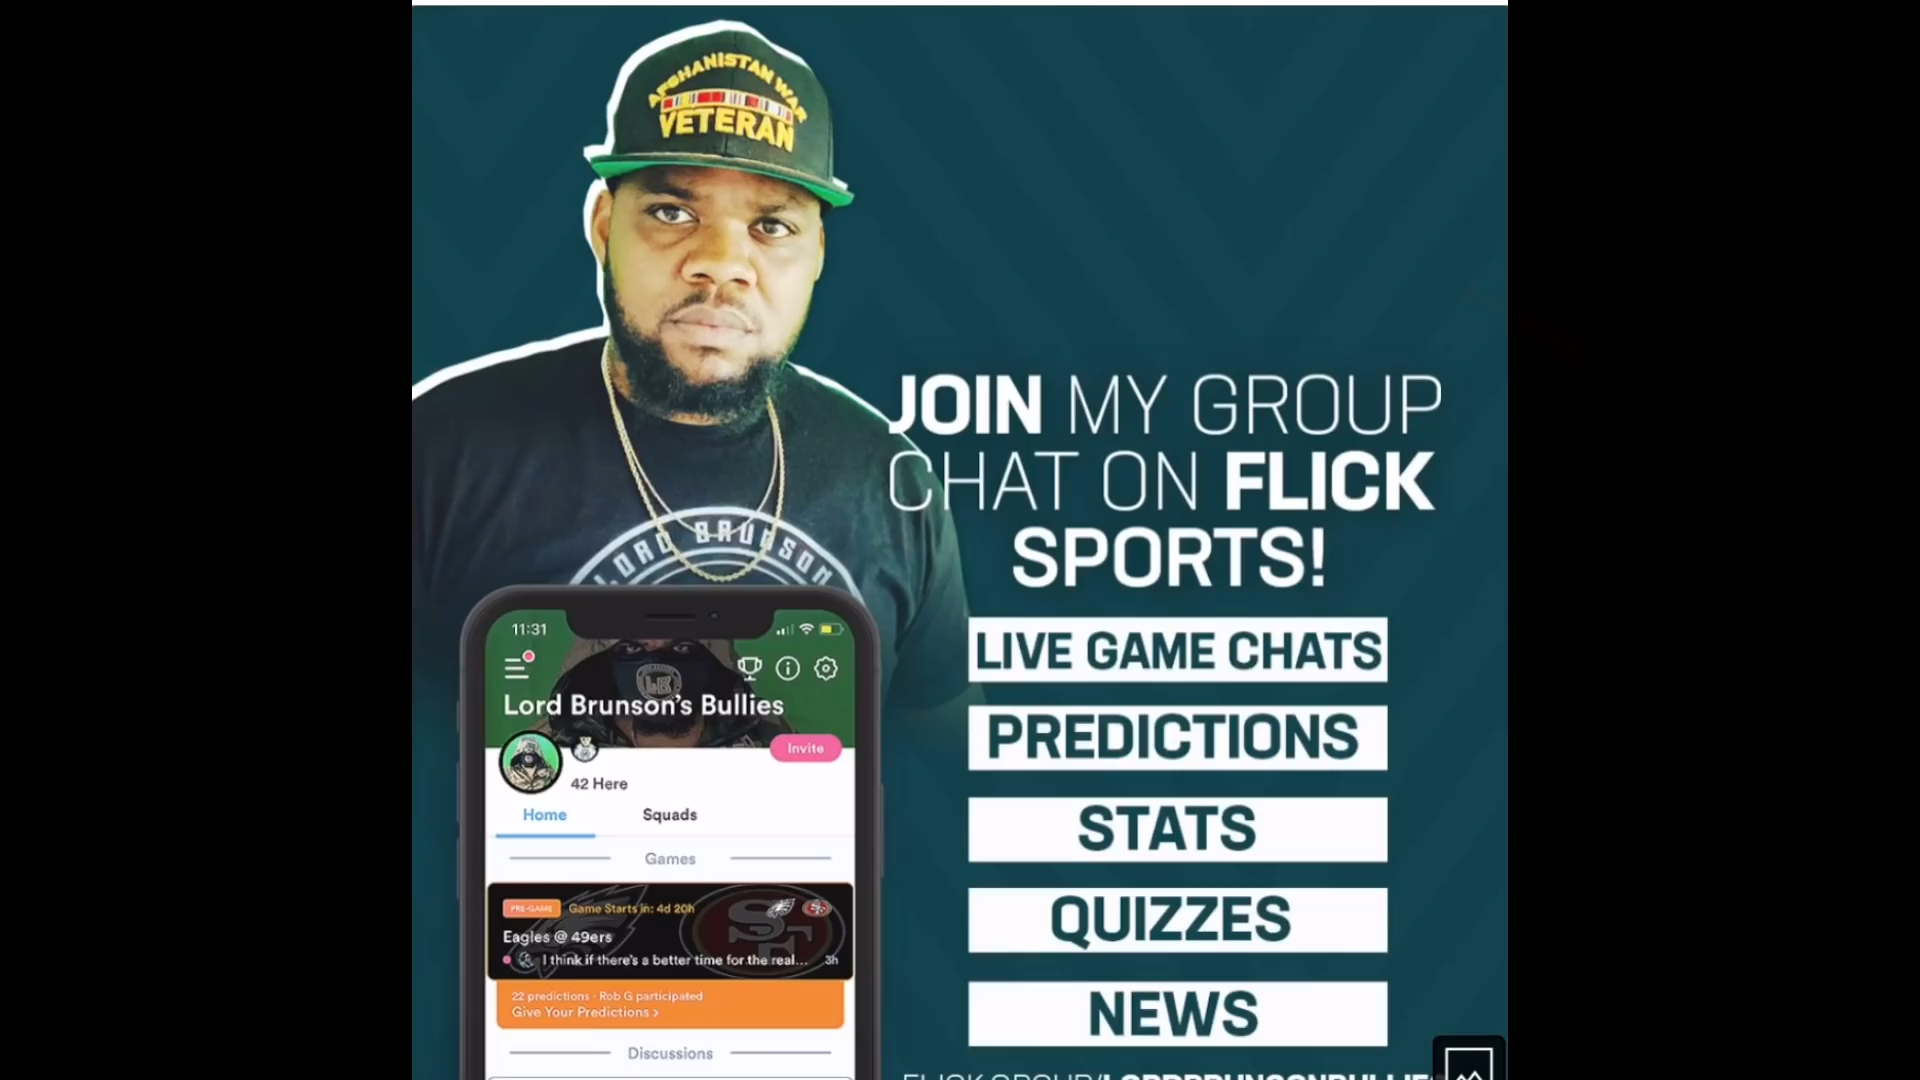 AFGHANISTAN WAR
VETERAN
JOIN MY GROUP
CHAT ON FLICK
SPORTS!
LORD BRUNSON
LIVE GAME CHATS
PREDICTIONS
STATS
QUIZZES
NEWS
11:31
Lord Brunson's Bullies
Invite
42 Here
Home
Squads
Games
PRE-GAME
Game Starts in: 4d 20h
Eagles @ 49ers
I think if there's a better time for the real...
3h
22 predictions · Rob G participated
Give Your Predictions >
Discussions